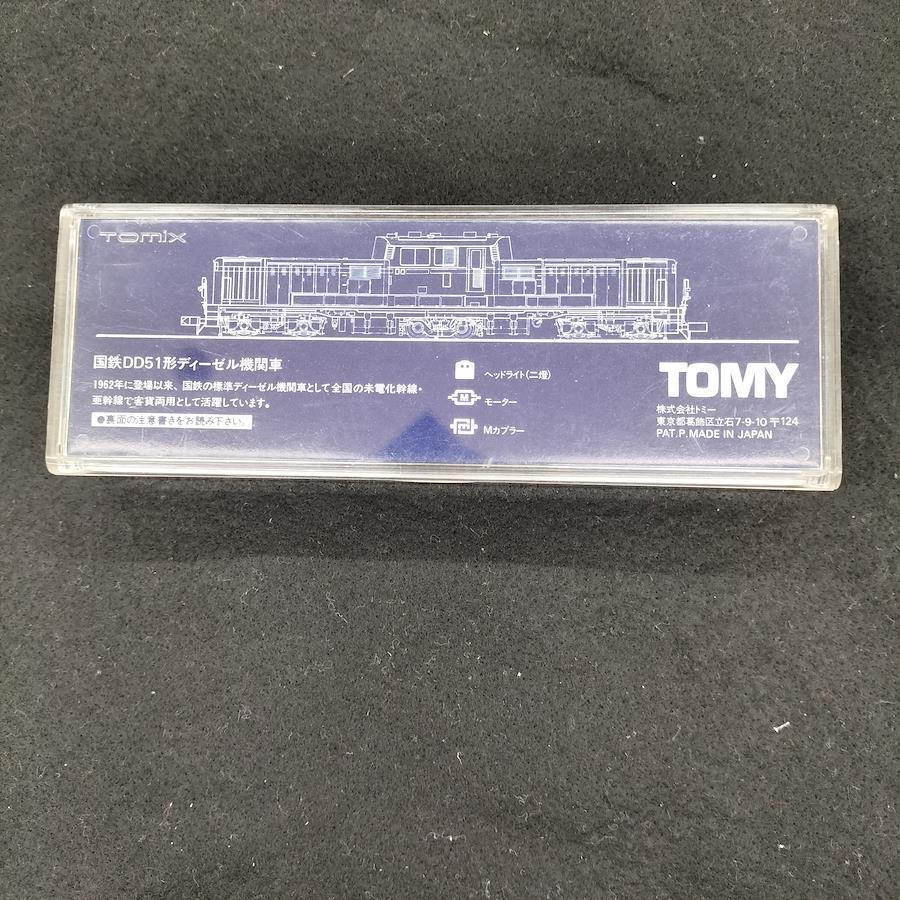 TOMIX
DD
国鉄DD51形ディーゼル機関車
1962年に登場以来、国鉄の標準ディーゼル機関車として全国の未電化幹線・
亜幹線で客貨両用として活躍しています。
●裏面の注意書きをお読み下さい。
ヘッドライト(二燈)
M モーター
Mカプラー
TOMY
株式会社トミー
東京都葛飾区立石7-9-10 〒124
PAT.P.MADE IN JAPAN